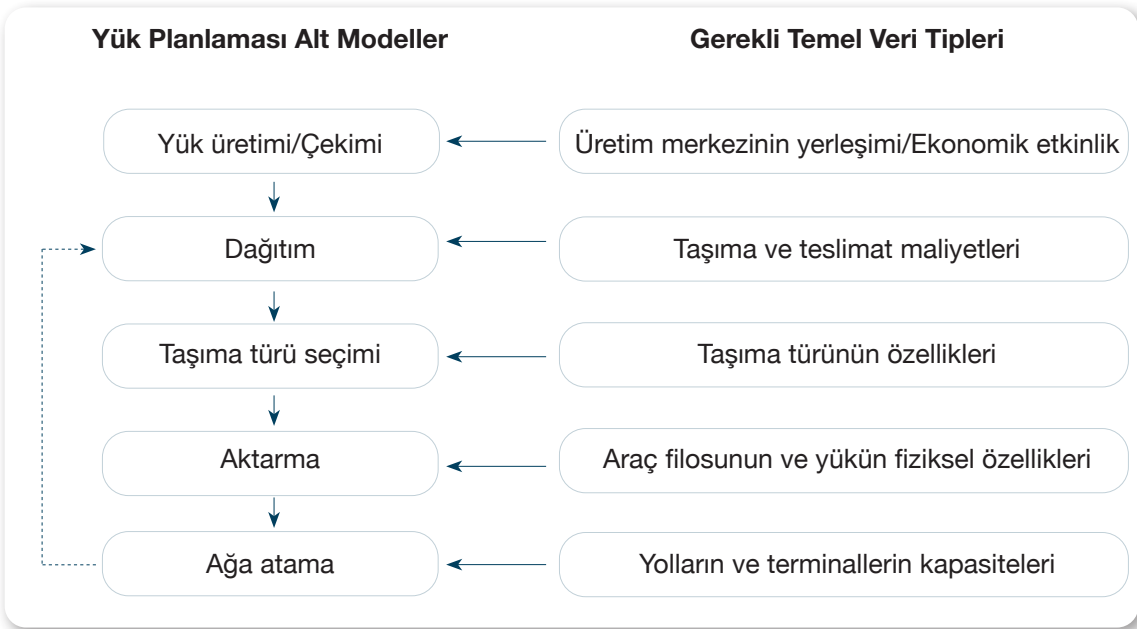 Yük Planlaması Alt Modeller
Gerekli Temel Veri Tipleri
Yük üretimi/Çekimi
Üretim merkezinin yerleşimi/Ekonomik etkinlik
Dağıtım
Taşıma ve teslimat maliyetleri
Taşıma türü seçimi
Taşıma türünün özellikleri
Aktarma
Araç filosunun ve yükün fiziksel özellikleri
Ağa atama
Yolların ve terminallerin kapasiteleri